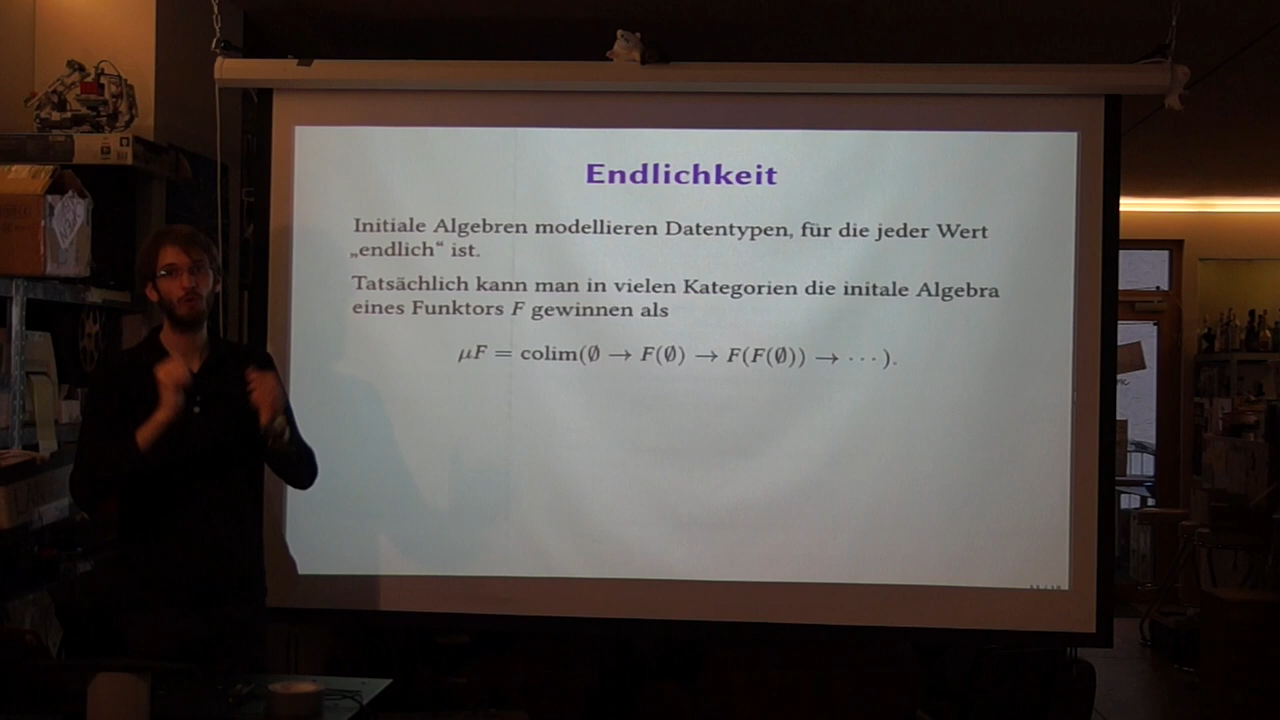 Endlichkeit
Initiale Algebren modellieren Datentypen, für die jeder Wert
„endlich“ ist.
Tatsächlich kann man in vielen Kategorien die initale Algebra
eines Funktors F gewinnen als
μF = colim(∅ → F(∅) → F(F(∅)) → ⋯ ).